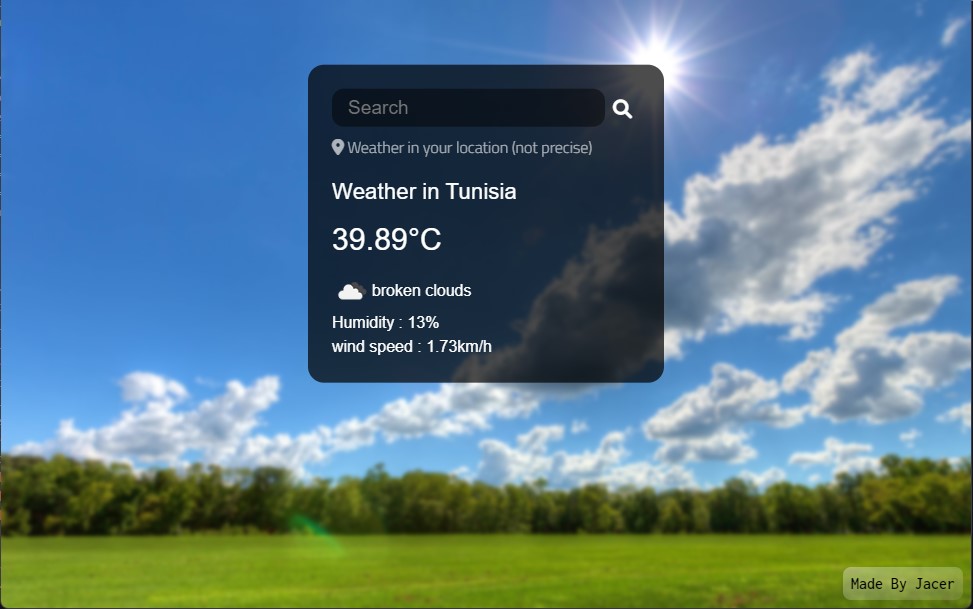 Search
Weather in your location (not precise)
Weather in Tunisia
39.89°C
broken clouds
Humidity : 13%
wind speed : 1.73km/h
Made By Jacer